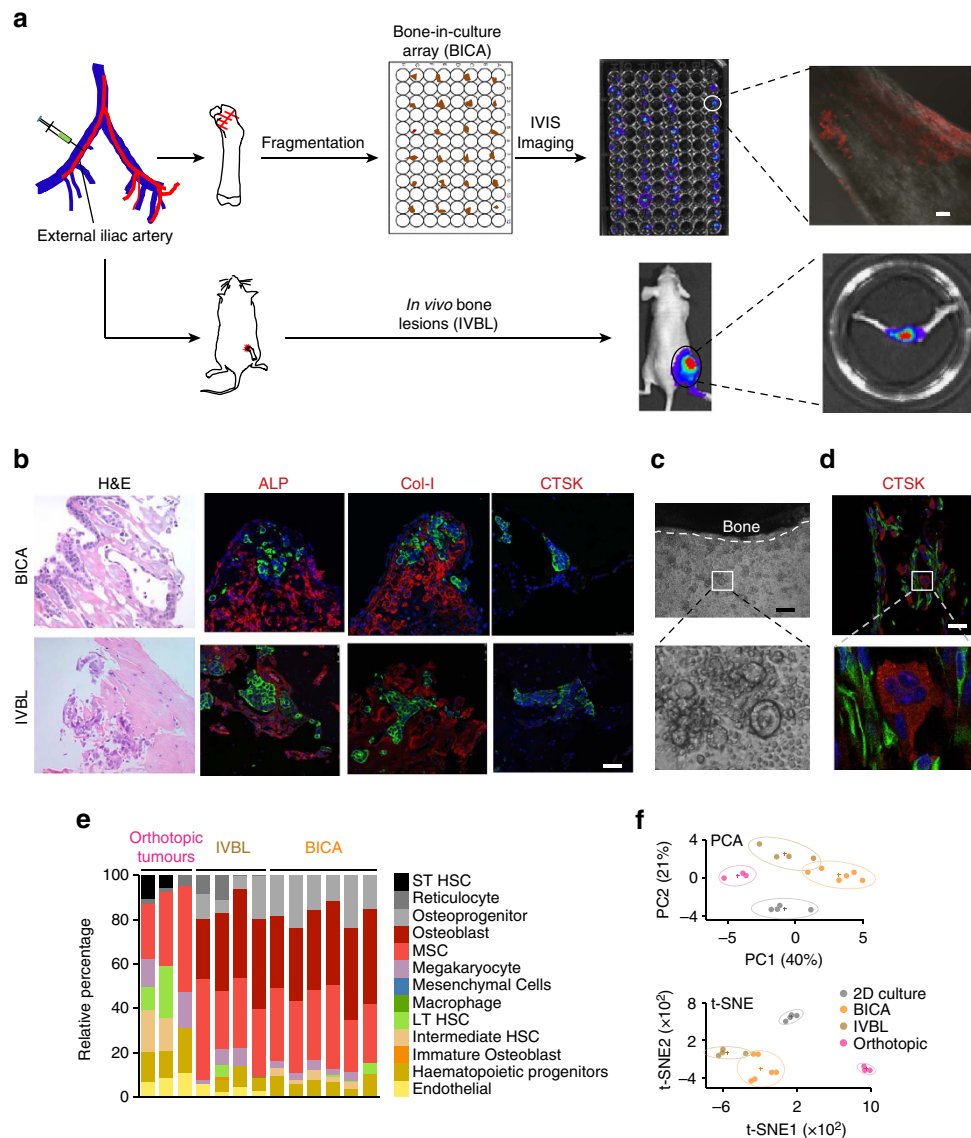 a
Bone-in-culture
array (BICA)
Fragmentation
IVIS
Imaging
External iliac artery
In vivo bone
lesions (IVBL)
b
H&E
ALP
Col-I
CTSK
BICA
IVBL
c
Bone
d
CTSK
e
Orthotopic
tumours
IVBL
BICA
Relative percentage
100
80
60
40
20
0
ST HSC
Reticulocyte
Osteoprogenitor
Osteoblast
MSC
Megakaryocyte
Mesenchymal Cells
Macrophage
LT HSC
Intermediate HSC
Immature Osteoblast
Haematopoietic progenitors
Endothelial
f
PCA
PC2 (21%)
4
0
−4
−5
0
5
PC1 (40%)
t-SNE
t-SNE2 (×10²)
8
2
−4
−6
2
10
t-SNE1 (×10²)
2D culture
BICA
IVBL
Orthotopic